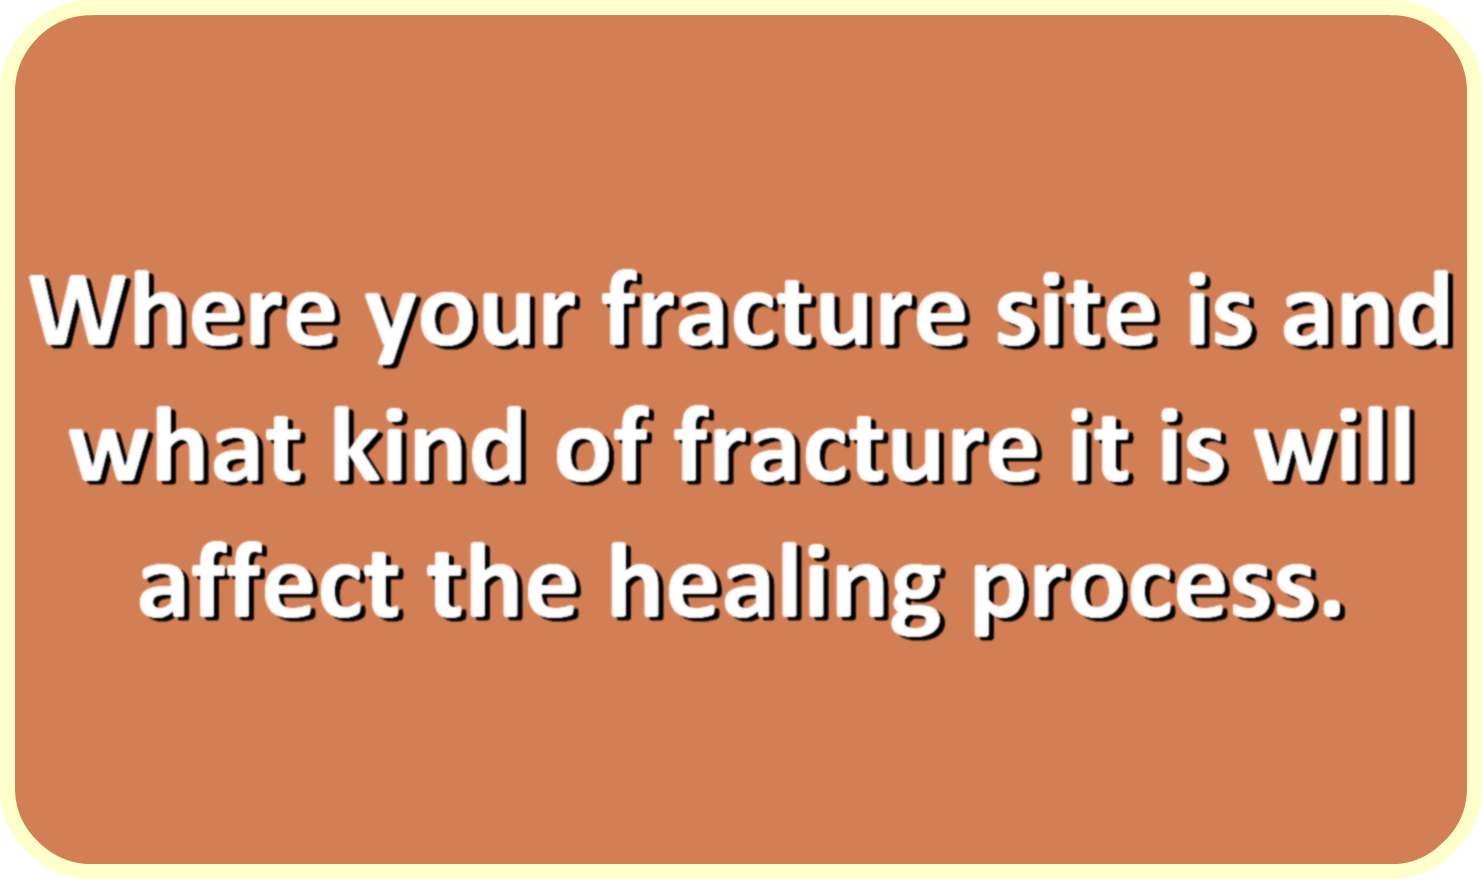 Where your fracture site is and
what kind of fracture it is will
affect the healing process.